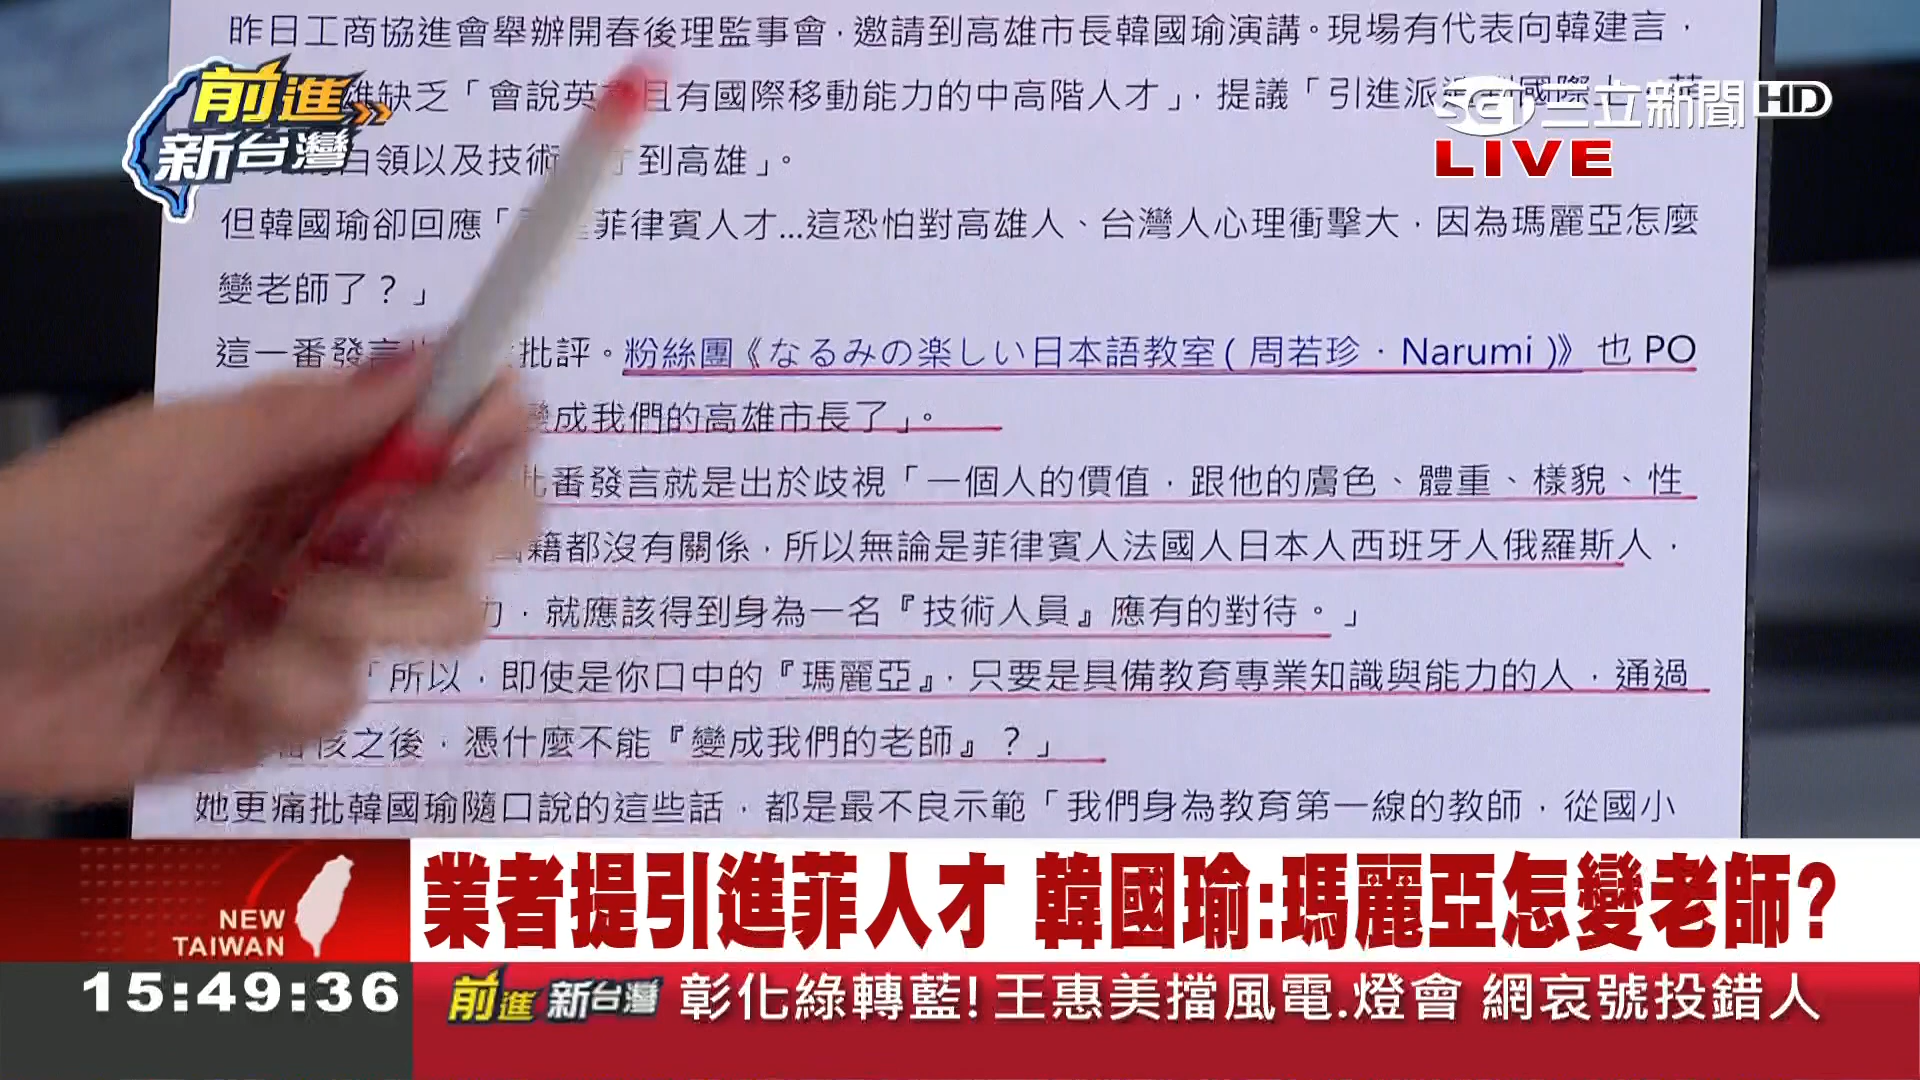 昨日工商協進會舉辦開春後理監事會，邀請到高雄市長韓國瑜演講。現場有代表向韓建言，
雄缺乏「會說英 且有國際移動能力的中高階人才」，提議「引進派 國際上
白領以及技術 才到高雄」。
但韓國瑜卻回應「 菲律賓人才...這恐怕對高雄人、台灣人心理衝擊大，因為瑪麗亞怎麼
變老師了？」
這一番發言 批評。粉絲團《なるみの楽しい日本語教室(周若珍．Narumi)》也PO
變成我們的高雄市長了」。
此番發言就是出於歧視「一個人的價值，跟他的膚色、體重、樣貌、性
國籍都沒有關係，所以無論是菲律賓人法國人日本人西班牙人俄羅斯人，
力，就應該得到身為一名『技術人員』應有的對待。」
「所以，即使是你口中的『瑪麗亞』，只要是具備教育專業知識與能力的人，通過
核之後，憑什麼不能『變成我們的老師』？」
她更痛批韓國瑜隨口說的這些話，都是最不良示範「我們身為教育第一線的教師，從國小
前進
新台灣
SET三立新聞HD
LIVE
NEW
TAIWAN
業者提引進菲人才 韓國瑜:瑪麗亞怎變老師?
15:49:36
前進新台灣 彰化綠轉藍!王惠美擋風電.燈會 網哀號投錯人